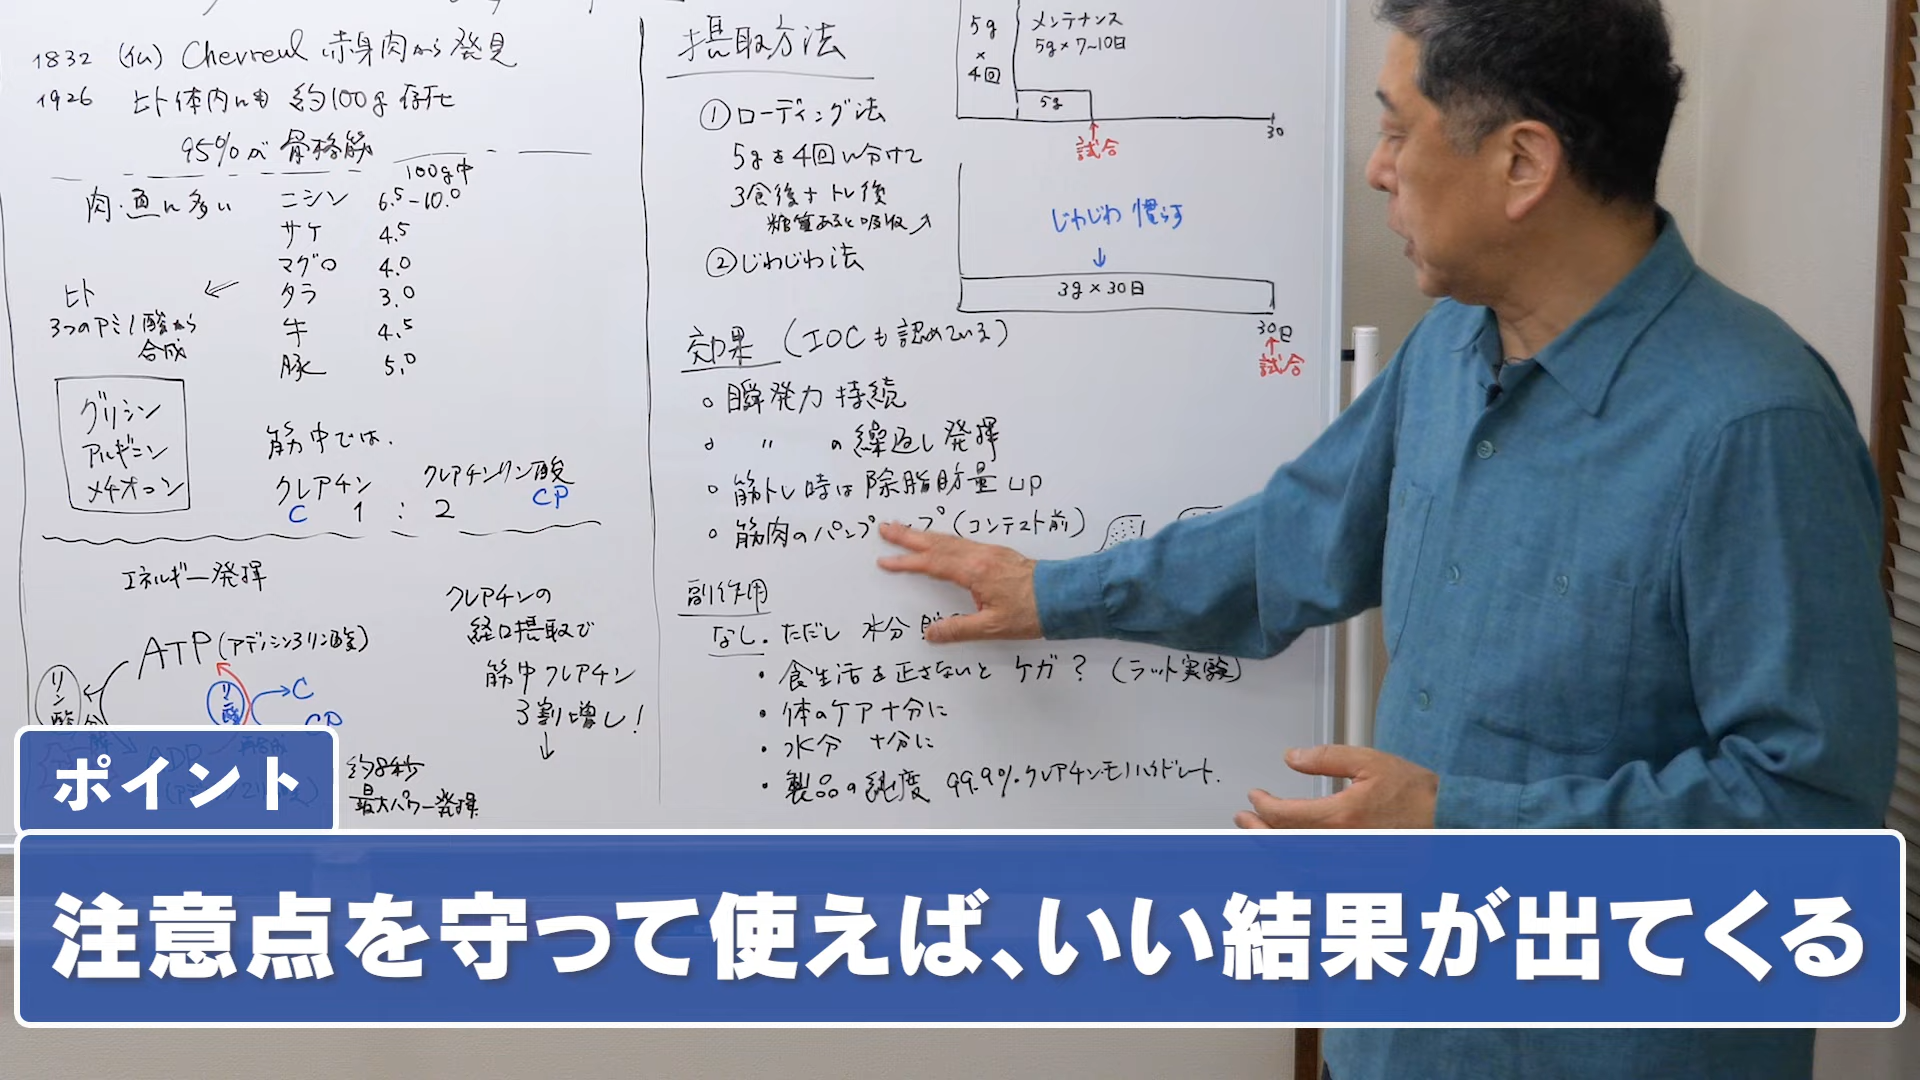 1832 (仏) Chevreul 赤身肉から発見
1926 ヒト体内にも 約100g 存在
95%が 骨格筋
100g中
肉・魚に多い
ニシン 6.5-10.0
サケ 4.5
マグロ 4.0
タラ 3.0
牛 4.5
豚 5.0
ヒト
3つのアミノ酸から
合成
グリシン
アルギニン
メチオニン
筋中では、
クレアチン クレアチンリン酸
C 1 : 2 CP
エネルギー発揮
ATP(アデノシン3リン酸)
リン酸
リン酸
C
CP
ADP
再合成
クレアチンの
経口摂取で
筋中クレアチン
3割増し!
↓
約8秒
最大パワー発揮
摂取方法
①ローディング法
5gを4回に分けて
3食後+トレ後
糖質あると吸収↗
②じわじわ法
5g
×
4回
メンテナンス
5g×7~10日
5g
試合
30
じわじわ 慣らす
↓
3g×30日
30日
試合
効果 (IOCも認めている)
○ 瞬発力 持続
○ 〃 の繰返し発揮
○ 筋トレ時は 除脂肪量UP
○ 筋肉のパンプ プ (コンテスト前)
副作用
なし. ただし 水分
・食生活を正さないと ケガ? (ラット実験)
・体のケア十分に
・水分 十分に
・製品の純度 99.9%クレアチンモノハイドレート.
ポイント
注意点を守って使えば、いい結果が出てくる